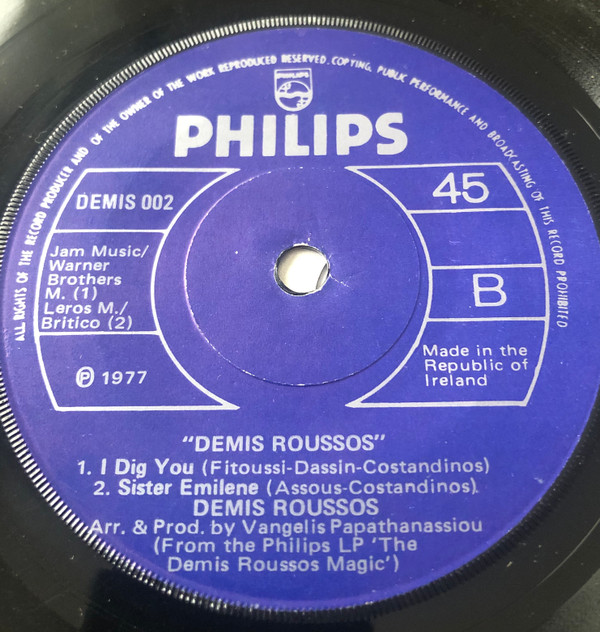 ALL RIGHTS OF THE RECORD PRODUCER AND OF THE OWNER OF THE WORK REPRODUCED RESERVED. COPYING, PUBLIC PERFORMANCE AND BROADCASTING OF THIS RECORD PROHIBITED
PHILIPS
PHILIPS
DEMIS 002
45
Jam Music/
Warner
Brothers
M. (1)
Leros M./
Britico (2)
B
℗ 1977
Made in the
Republic of
Ireland
"DEMIS ROUSSOS"
1. I Dig You (Fitoussi-Dassin-Costandinos)
2. Sister Emilene (Assous-Costandinos).
DEMIS ROUSSOS
Arr. & Prod. by Vangelis Papathanassiou
(From the Philips LP 'The
Demis Roussos Magic')